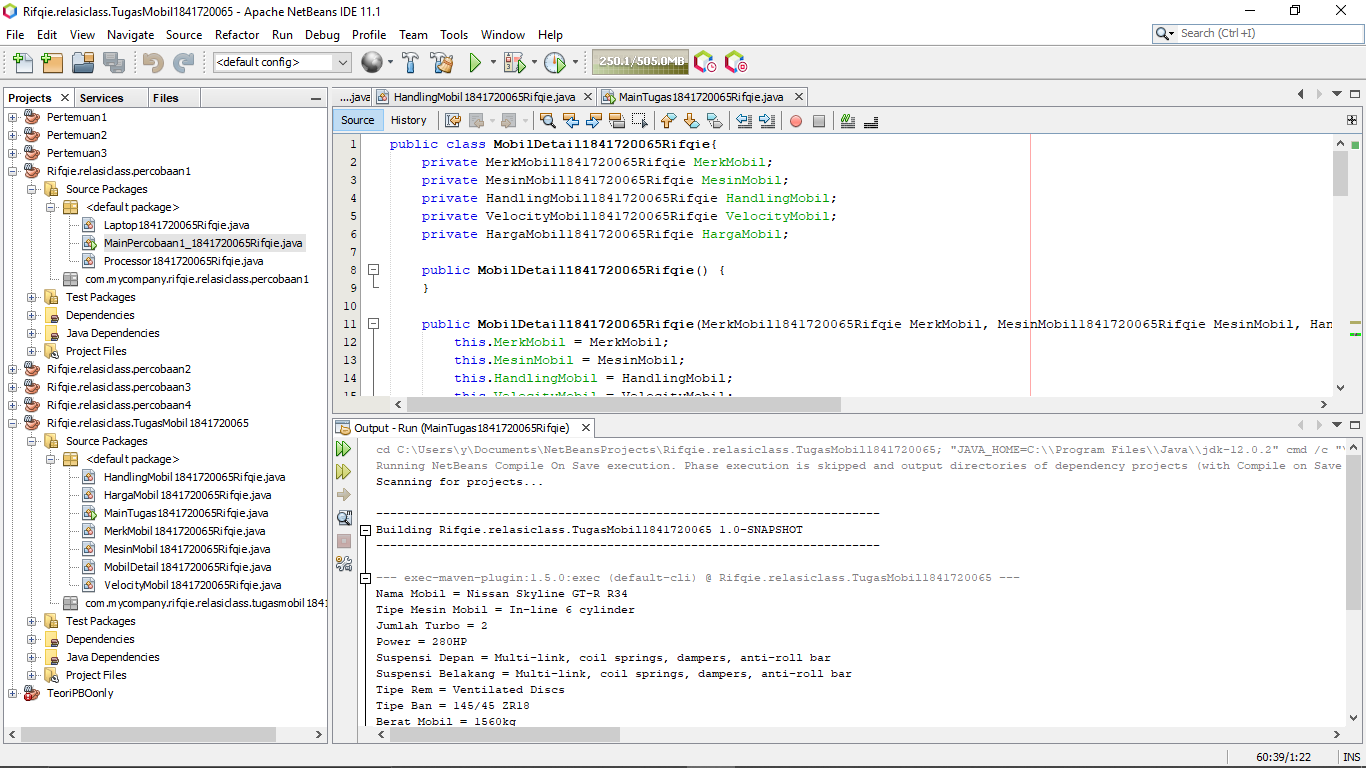 Rifqie.relasiclass.TugasMobil1841720065 - Apache NetBeans IDE 11.1
File Edit View Navigate Source Refactor Run Debug Profile Team Tools Window Help
Search (Ctrl+I)
<default config>
250.1/505.0MB
Projects Services Files
Pertemuan1
Pertemuan2
Pertemuan3
Rifqie.relasiclass.percobaan1
Source Packages
<default package>
Laptop1841720065Rifqie.java
MainPercobaan1_1841720065Rifqie.java
Processor1841720065Rifqie.java
com.mycompany.rifqie.relasiclass.percobaan1
Test Packages
Dependencies
Java Dependencies
Project Files
Rifqie.relasiclass.percobaan2
Rifqie.relasiclass.percobaan3
Rifqie.relasiclass.percobaan4
Rifqie.relasiclass.TugasMobil1841720065
Source Packages
<default package>
HandlingMobil1841720065Rifqie.java
HargaMobil1841720065Rifqie.java
MainTugas1841720065Rifqie.java
MerkMobil1841720065Rifqie.java
MesinMobil1841720065Rifqie.java
MobilDetail1841720065Rifqie.java
VelocityMobil1841720065Rifqie.java
com.mycompany.rifqie.relasiclass.tugasmobil1841
Test Packages
Dependencies
Java Dependencies
Project Files
TeoriPBOonly
....java HandlingMobil1841720065Rifqie.java MainTugas1841720065Rifqie.java
Source History
1 public class MobilDetail1841720065Rifqie{
2 private MerkMobil1841720065Rifqie MerkMobil;
3 private MesinMobil1841720065Rifqie MesinMobil;
4 private HandlingMobil1841720065Rifqie HandlingMobil;
5 private VelocityMobil1841720065Rifqie VelocityMobil;
6 private HargaMobil1841720065Rifqie HargaMobil;
7
8 public MobilDetail1841720065Rifqie() {
9 }
10
11 public MobilDetail1841720065Rifqie(MerkMobil1841720065Rifqie MerkMobil, MesinMobil1841720065Rifqie MesinMobil, Han
12 this.MerkMobil = MerkMobil;
13 this.MesinMobil = MesinMobil;
14 this.HandlingMobil = HandlingMobil;
15 this.VelocityMobil = VelocityMobil;
Output - Run (MainTugas1841720065Rifqie)
cd C:\Users\y\Documents\NetBeansProjects\Rifqie.relasiclass.TugasMobil1841720065; "JAVA_HOME=C:\\Program Files\\Java\\jdk-12.0.2" cmd /c "\
Running NetBeans Compile On Save execution. Phase execution is skipped and output directories of dependency projects (with Compile on Save
Scanning for projects...
------------------------------------------------------------------------
Building Rifqie.relasiclass.TugasMobil1841720065 1.0-SNAPSHOT
------------------------------------------------------------------------
--- exec-maven-plugin:1.5.0:exec (default-cli) @ Rifqie.relasiclass.TugasMobil1841720065 ---
Nama Mobil = Nissan Skyline GT-R R34
Tipe Mesin Mobil = In-line 6 cylinder
Jumlah Turbo = 2
Power = 280HP
Suspensi Depan = Multi-link, coil springs, dampers, anti-roll bar
Suspensi Belakang = Multi-link, coil springs, dampers, anti-roll bar
Tipe Rem = Ventilated Discs
Tipe Ban = 145/45 ZR18
Berat Mobil = 1560kg
60:39/1:22 INS